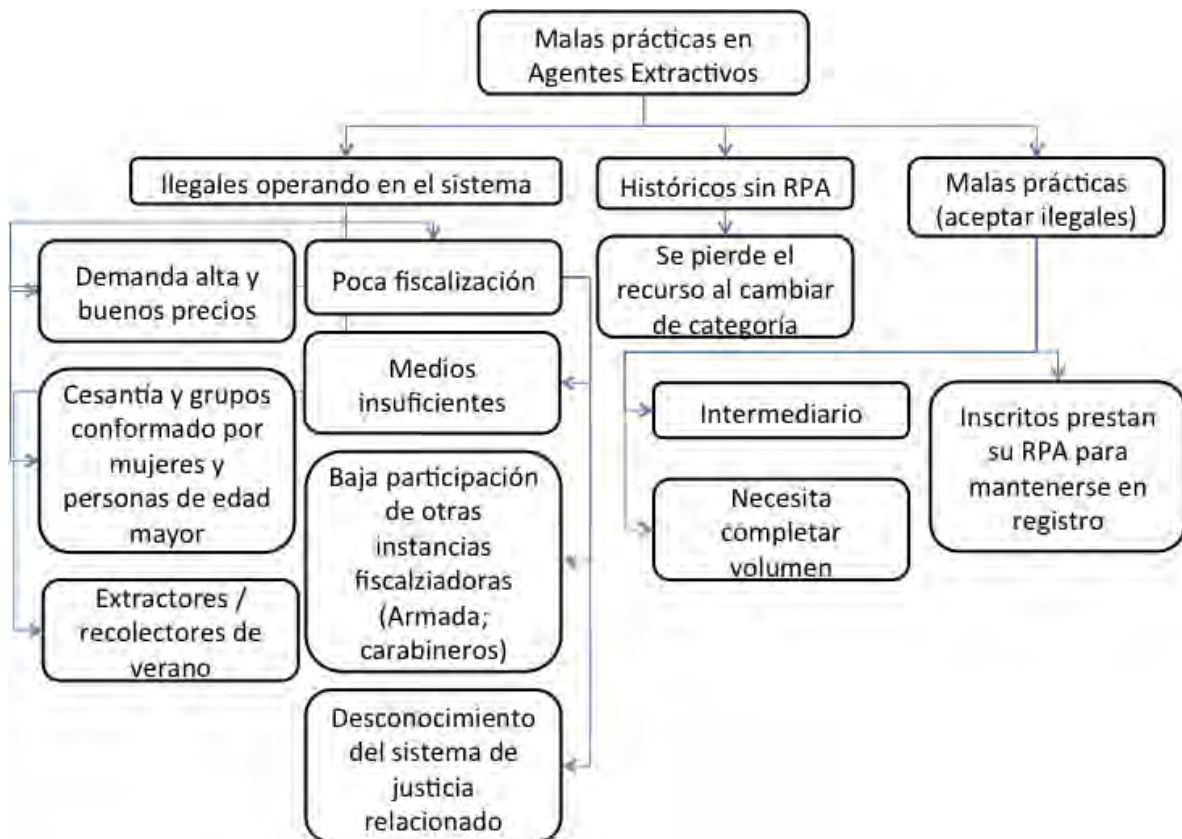 Malas prácticas en
Agentes Extractivos
Ilegales operando en el sistema
Históricos sin RPA
Malas prácticas
(aceptar ilegales)
Demanda alta y
buenos precios
Poca fiscalización
Se pierde el
recurso al cambiar
de categoría
Cesantía y grupos
conformado por
mujeres y
personas de edad
mayor
Medios
insuficientes
Intermediario
Inscritos prestan
su RPA para
mantenerse en
registro
Baja participación
de otras
instancias
fiscalziadoras
(Armada;
carabineros)
Necesita
completar
volumen
Extractores /
recolectores de
verano
Desconocimiento
del sistema de
justicia
relacionado